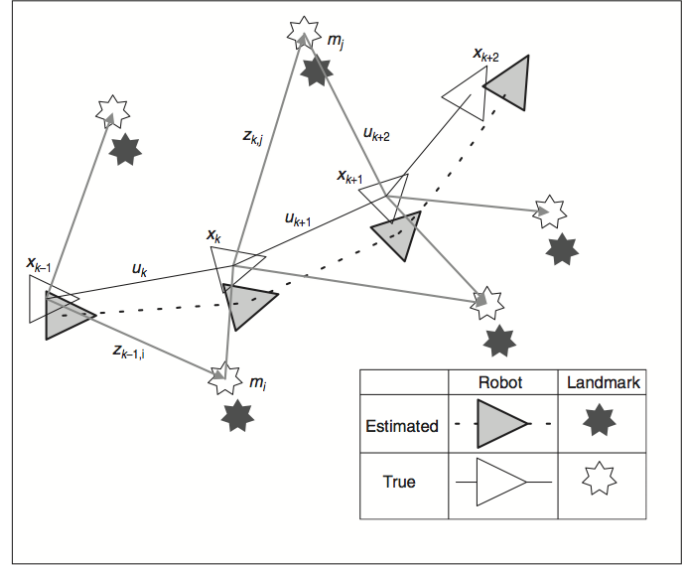 m_j
x_{k+2}
z_{k,j}
u_{k+2}
x_{k+1}
x_k
u_{k+1}
x_{k–1}
u_k
z_{k–1,i}
m_i
Robot Landmark
Estimated
True